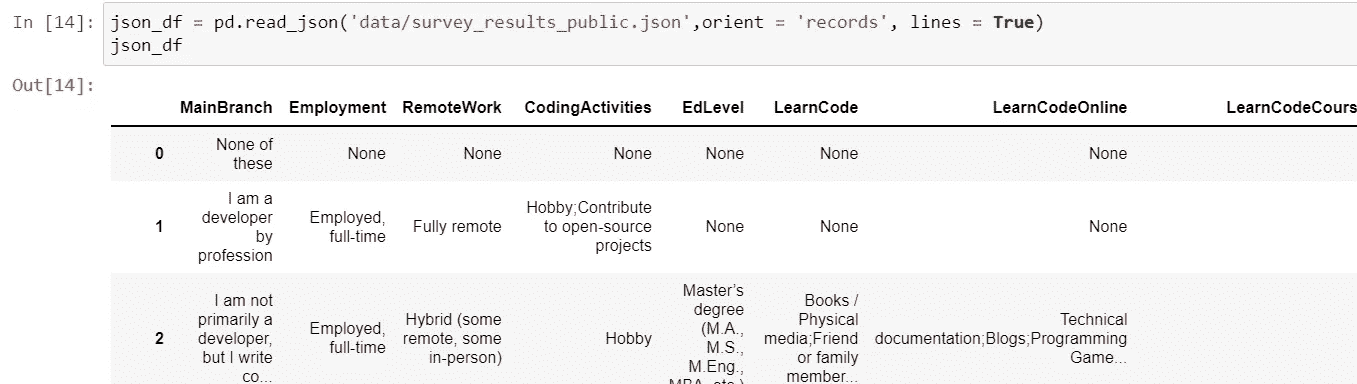 In [14]: json_df = pd.read_json('data/survey_results_public.json',orient = 'records', lines = True)
json_df
Out[14]:
MainBranch Employment RemoteWork CodingActivities EdLevel LearnCode LearnCodeOnline LearnCodeCours
0 None of these None None None None None None
1 I am a developer by profession Employed, full-time Fully remote Hobby;Contribute to open-source projects None None None
2 I am not primarily a developer, but I write co... Employed, full-time Hybrid (some remote, some in-person) Hobby Master’s degree (M.A., M.S., M.Eng., MBA, etc.) Books / Physical media;Friend or family member... Technical documentation;Blogs;Programming Game...